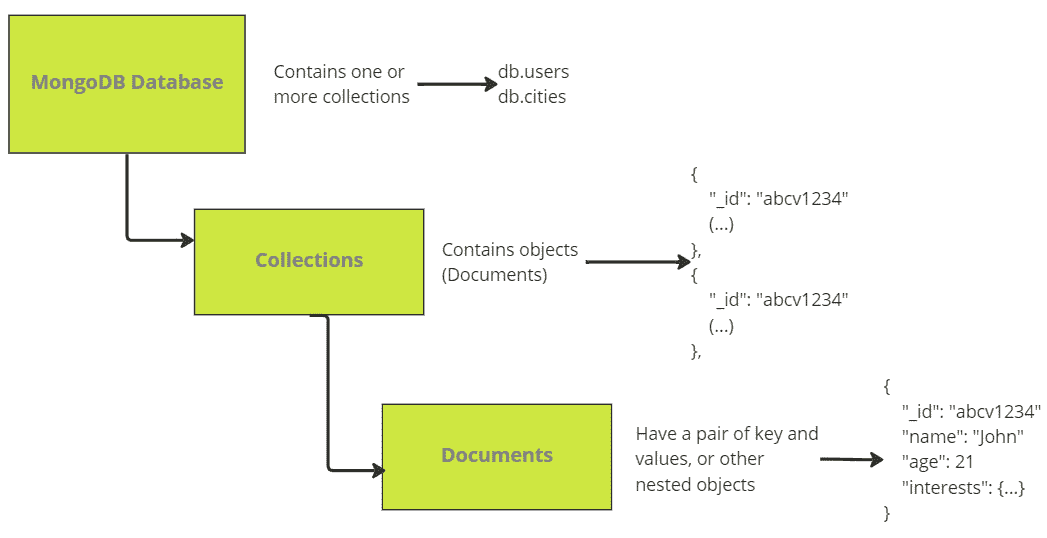 MongoDB Database
Contains one or
more collections
db.users
db.cities
Collections
Contains objects
(Documents)
{
"_id": "abcv1234"
(...)
},
{
"_id": "abcv1234"
(...)
},
Documents
Have a pair of key and
values, or other
nested objects
{
"_id": "abcv1234"
"name": "John"
"age": 21
"interests": {...}
}